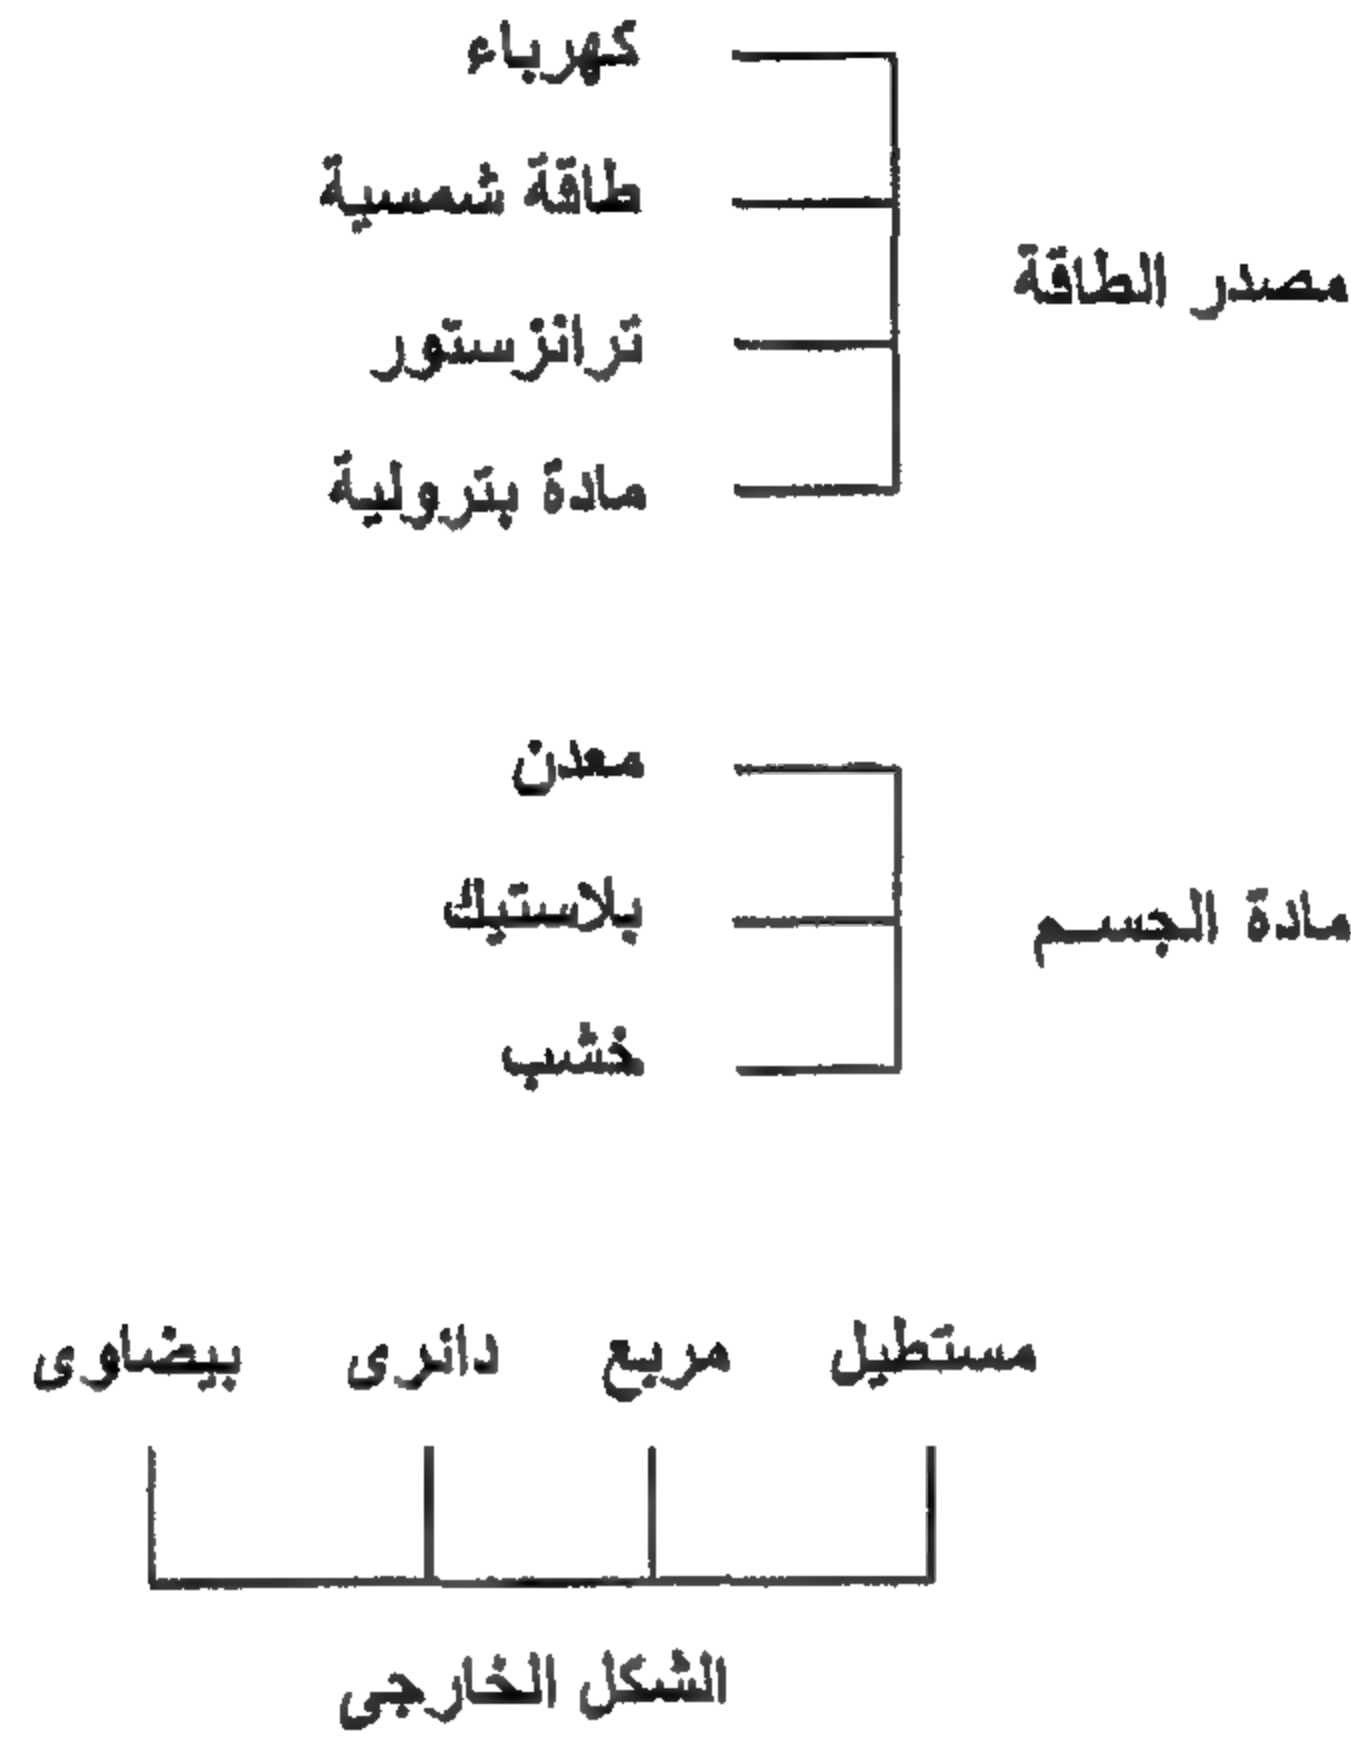 كهرباء
طاقة شمسية
مصدر الطاقة
ترانزستور
مادة بترولية
معدن
بلاستيك
مادة الجسم
خشب
مستطيل مربع دائرى بيضاوى
الشكل الخارجى